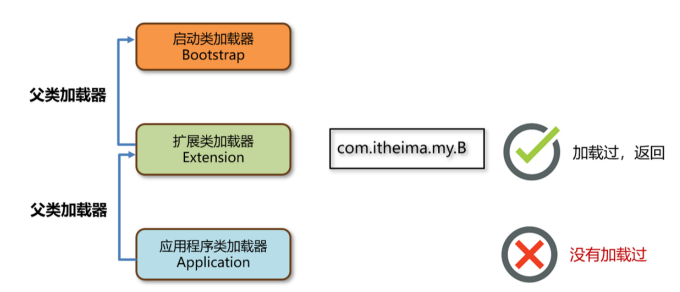 启动类加载器
Bootstrap
父类加载器
扩展类加载器
Extension
com.itheima.my.B
加载过，返回
父类加载器
应用程序类加载器
Application
没有加载过